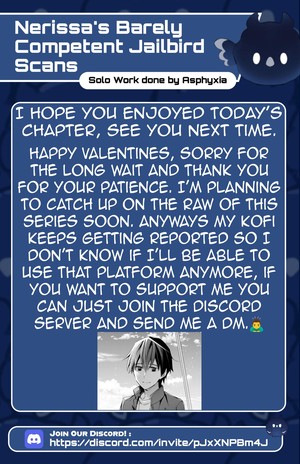 Nerissa's Barely
Competent Jailbird
Scans
Solo Work done by Asphyxia
I HOPE YOU ENJOYED TODAY'S
CHAPTER, SEE YOU NEXT TIME.
HAPPY VALENTINES, SORRY FOR
THE LONG WAIT AND THANK YOU
FOR YOUR PATIENCE. I'M PLANNING
TO CATCH UP ON THE RAW OF THIS
SERIES SOON. ANYWAYS MY KOFI
KEEPS GETTING REPORTED SO I
DON'T KNOW IF I'LL BE ABLE TO
USE THAT PLATFORM ANYMORE, IF
YOU WANT TO SUPPORT ME YOU
CAN JUST JOIN THE DISCORD
SERVER AND SEND ME A DM.🙇‍♂️
Join Our Discord! :
https://discord.com/invite/pJxXNPBm4J